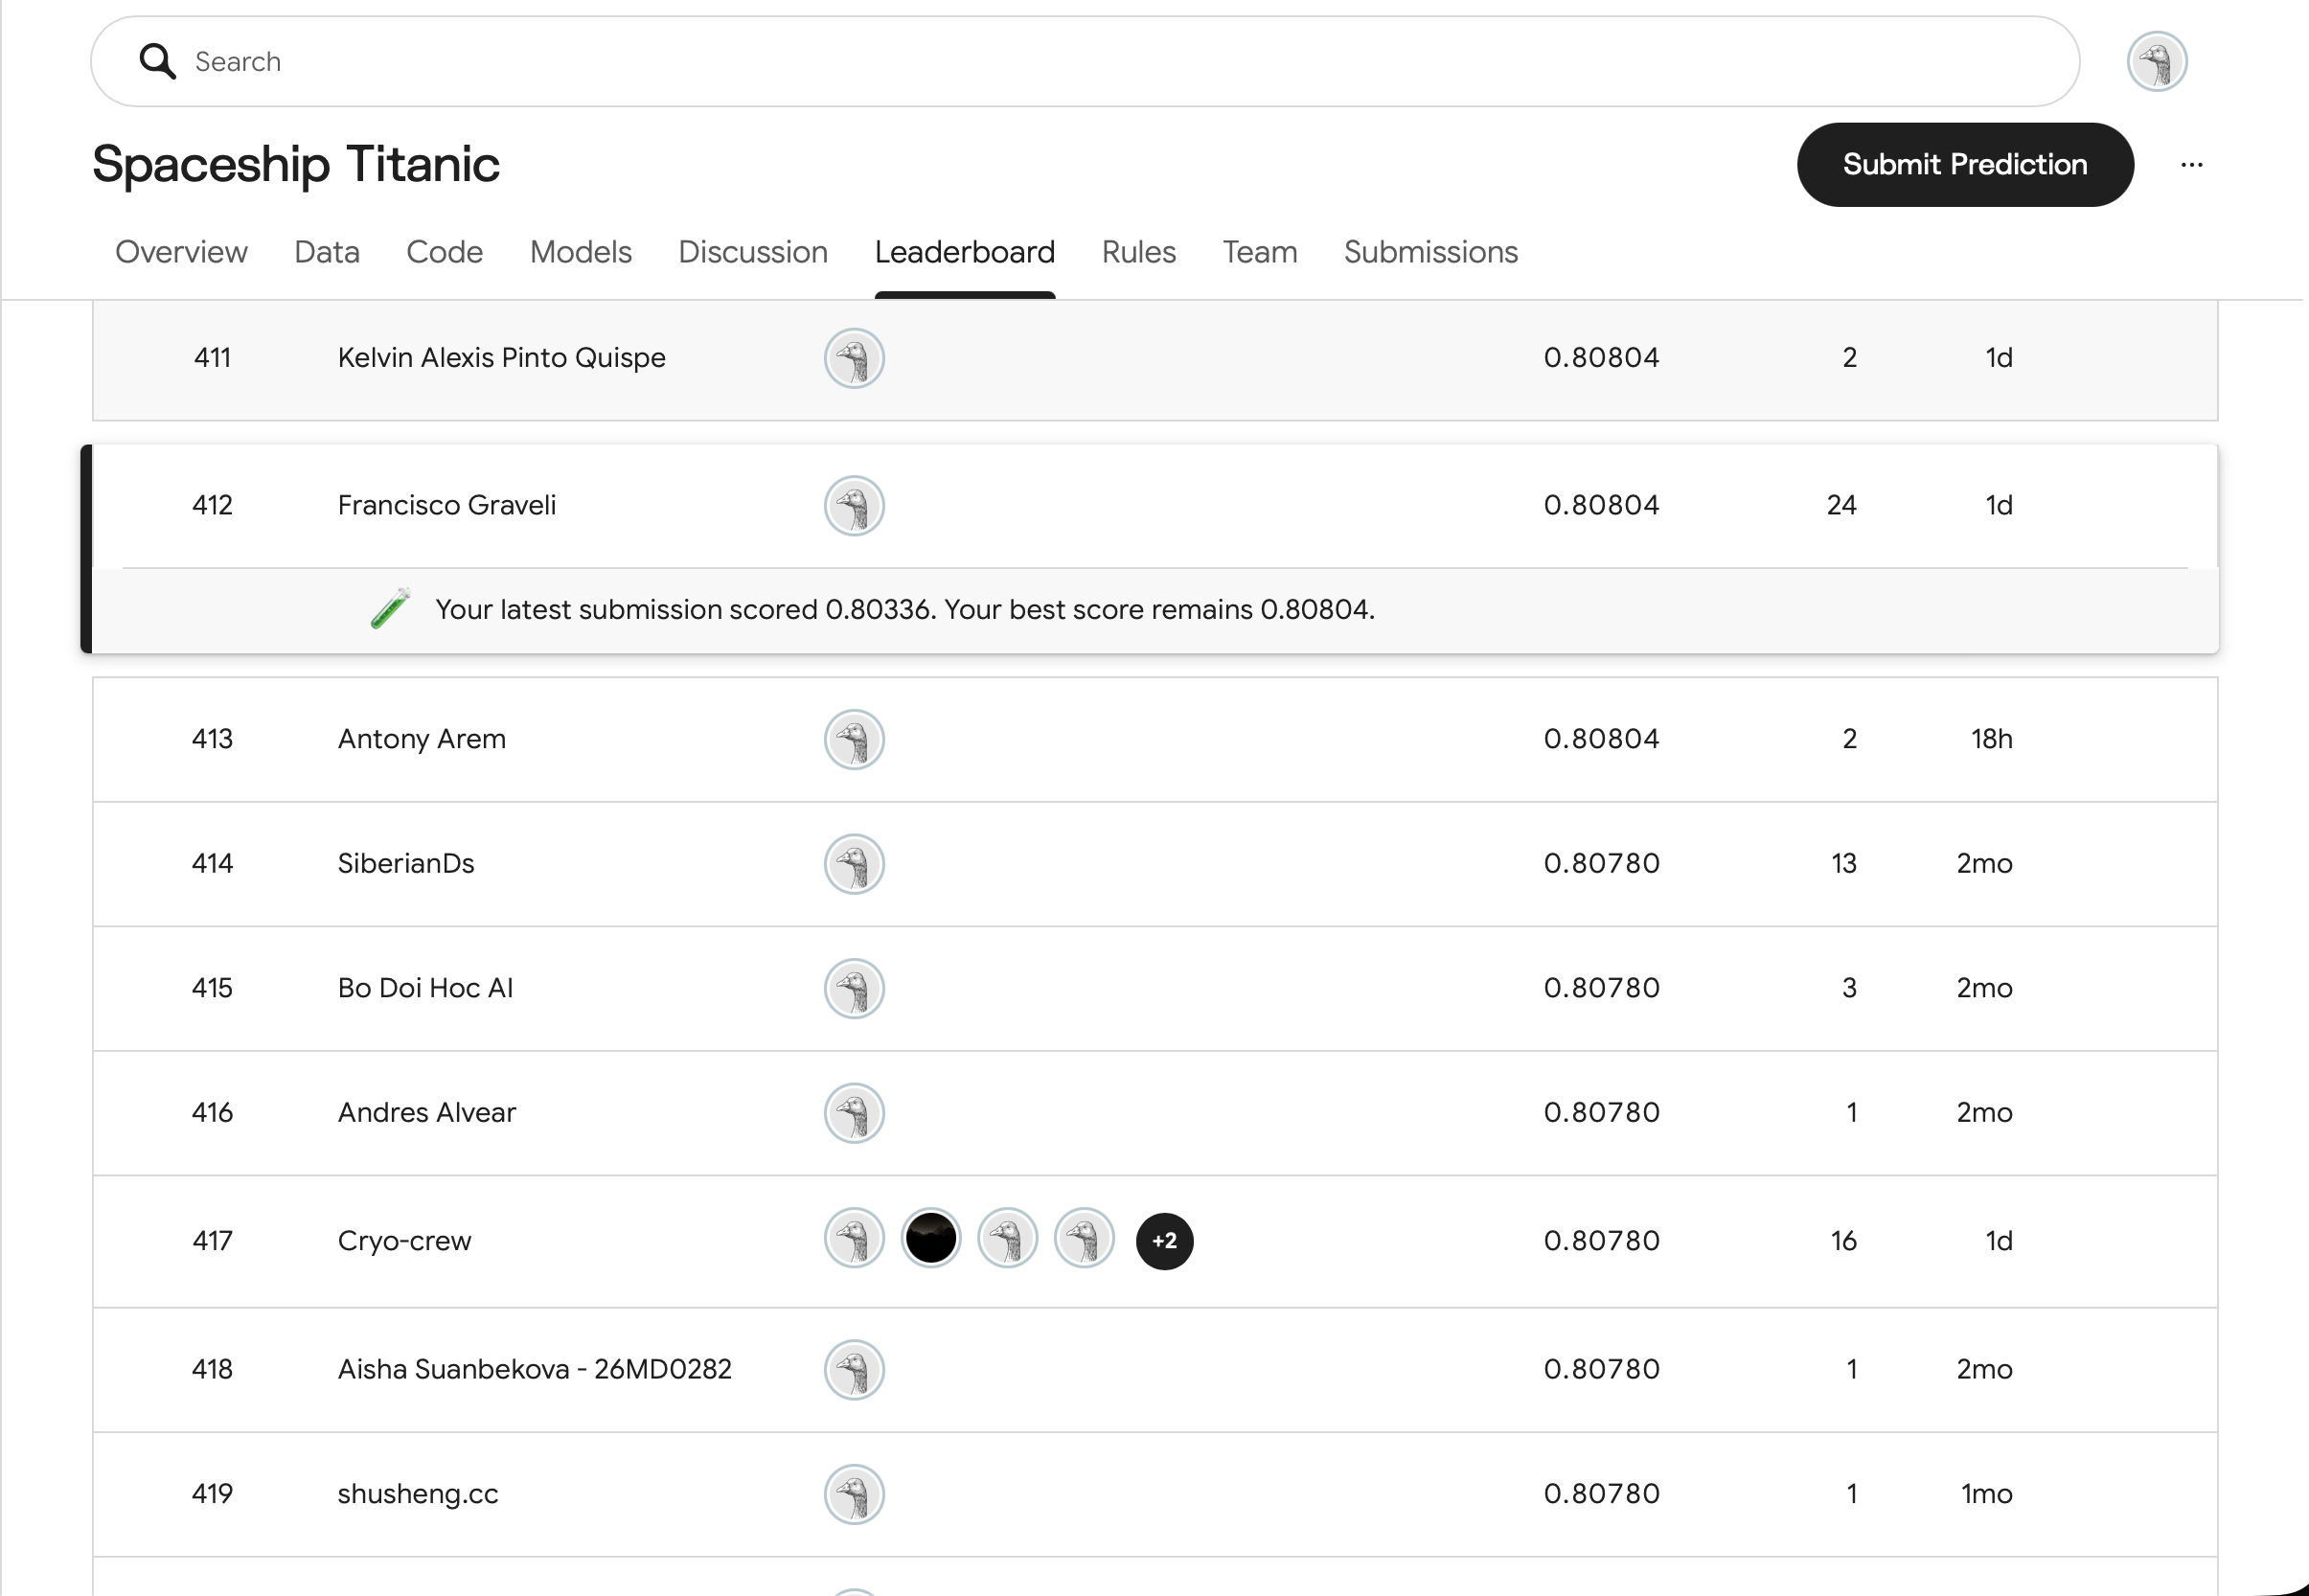 Search
Spaceship Titanic
Submit Prediction ...
Overview Data Code Models Discussion Leaderboard Rules Team Submissions
411 Kelvin Alexis Pinto Quispe 0.80804 2 1d
412 Francisco Graveli 0.80804 24 1d
Your latest submission scored 0.80336. Your best score remains 0.80804.
413 Antony Arem 0.80804 2 18h
414 SiberianDs 0.80780 13 2mo
415 Bo Doi Hoc AI 0.80780 3 2mo
416 Andres Alvear 0.80780 1 2mo
417 Cryo-crew +2 0.80780 16 1d
418 Aisha Suanbekova - 26MD0282 0.80780 1 2mo
419 shusheng.cc 0.80780 1 1mo